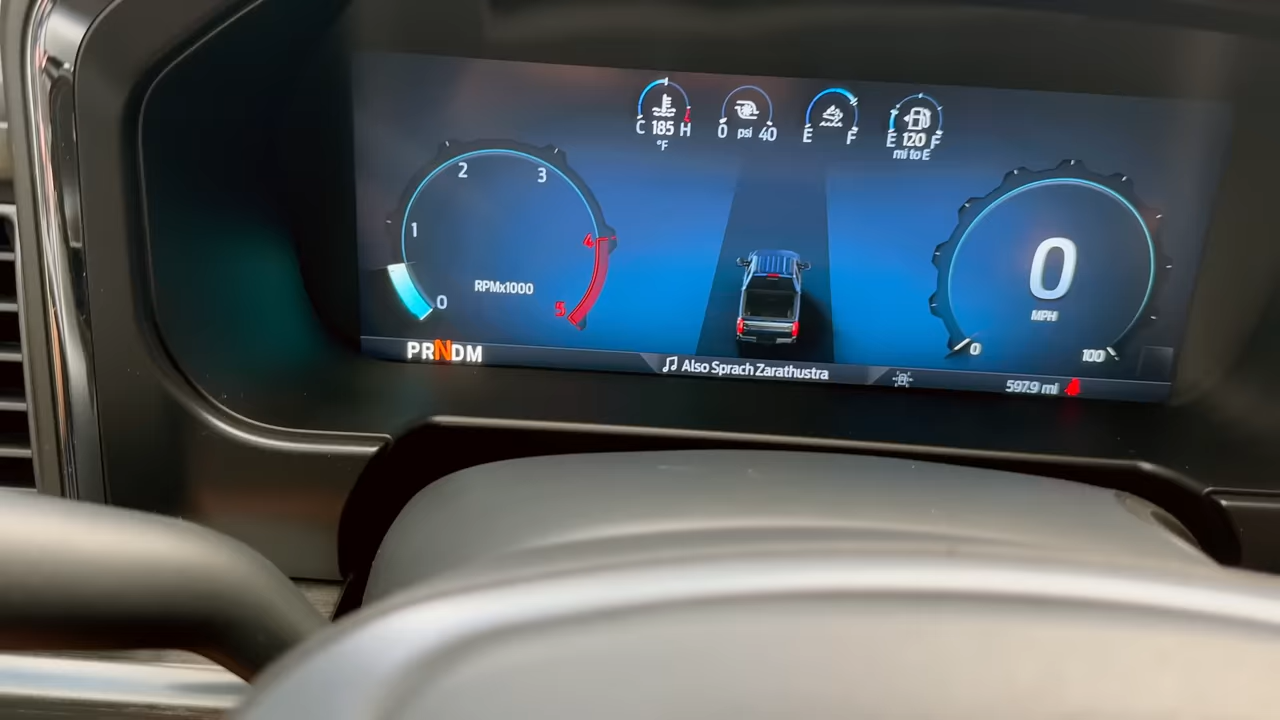 C 185 H
°F
0 psi 40
E F
E 120 F
mi to E
0
1
2
3
4
5
RPMx1000
0
MPH
0
100
PRNDM
Also Sprach Zarathustra
597.9 mi